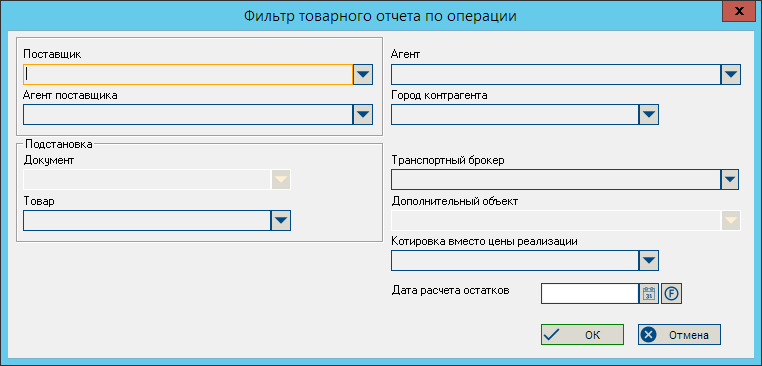 Фильтр товарного отчета по операции
x
Поставщик
Агент поставщика
Агент
Город контрагента
Подстановка
Документ
Товар
Транспортный брокер
Дополнительный объект
Котировка вместо цены реализации
Дата расчета остатков
31
F
ОК
Отмена